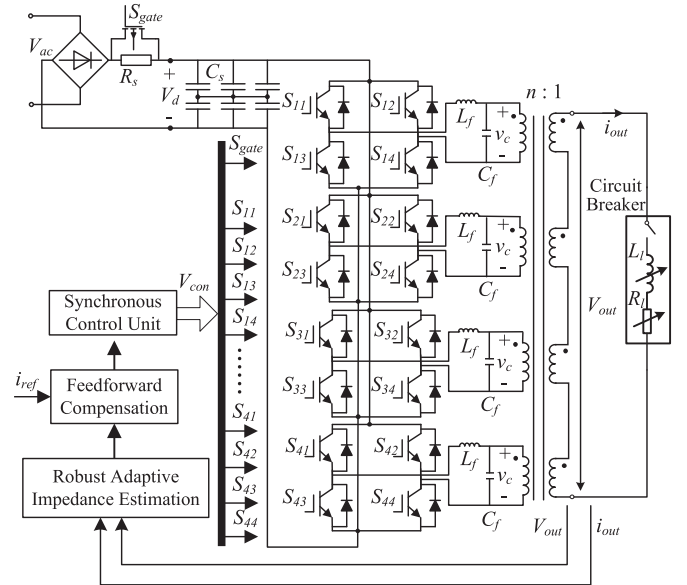 S_gate
V_ac
R_s
+
V_d
-
C_s
S_11
S_12
S_13
S_14
L_f
+
v_c
-
C_f
n : 1
i_out
S_21
S_22
S_23
S_24
L_f
+
v_c
-
C_f
S_31
S_32
S_33
S_34
L_f
+
v_c
-
C_f
S_41
S_42
S_43
S_44
L_f
+
v_c
-
C_f
Circuit
Breaker
L_l
R_l
V_out
V_out
i_out
S_gate
S_11
S_12
S_13
S_14
S_41
S_42
S_43
S_44
V_con
Synchronous
Control Unit
i_ref
Feedforward
Compensation
Robust Adaptive
Impedance Estimation